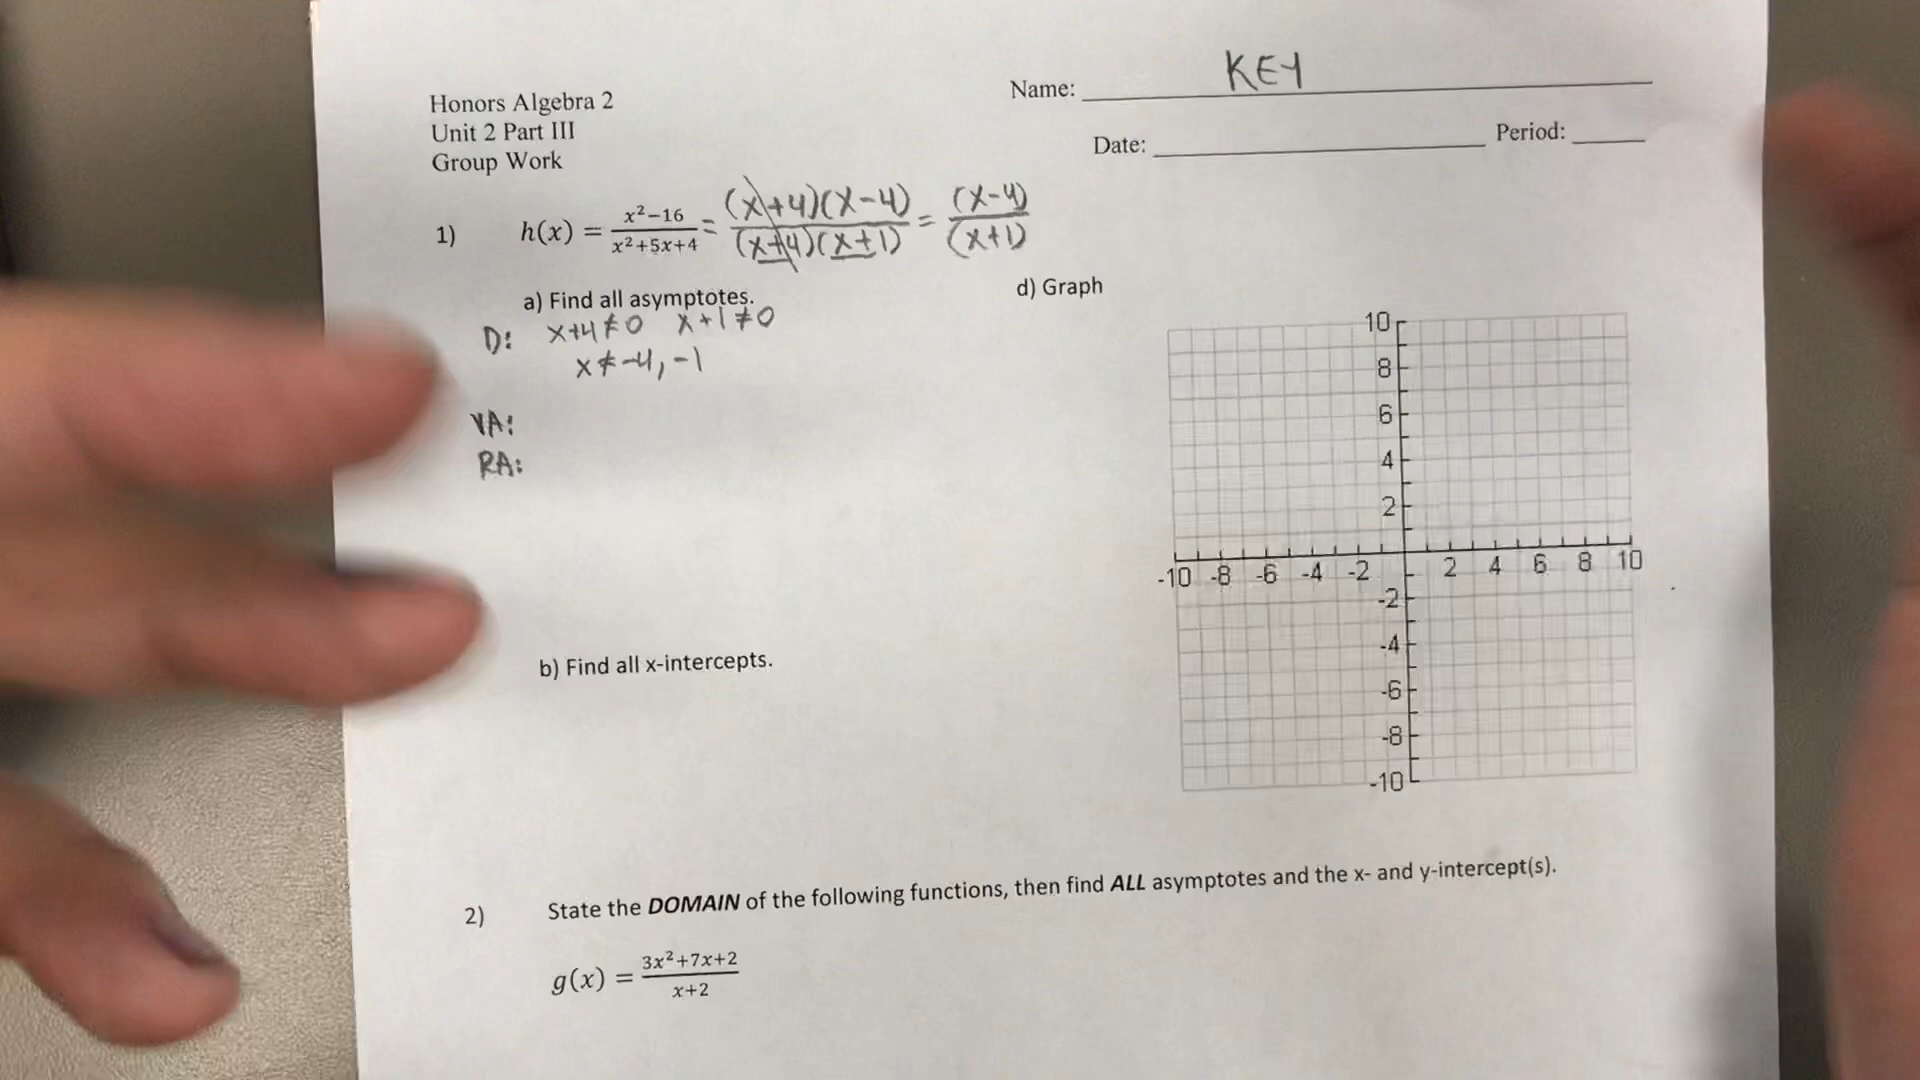 Honors Algebra 2
Unit 2 Part III
Group Work
Name: KEY
Date: Period:
1) h(x) = x²-16 / x²+5x+4 = (x+4)(x-4) / (x+4)(x+1) = (x-4) / (x+1)
a) Find all asymptotes.
D: x+4≠0 x+1≠0
x≠-4, -1
VA:
RA:
b) Find all x-intercepts.
d) Graph
10
8
6
4
2
-10 -8 -6 -4 -2 2 4 6 8 10
-2
-4
-6
-8
-10
2) State the DOMAIN of the following functions, then find ALL asymptotes and the x- and y-intercept(s).
g(x) = 3x²+7x+2 / x+2